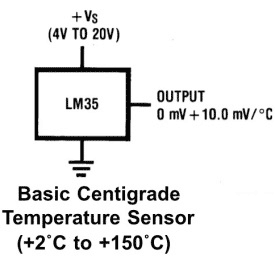 +Vs
(4V TO 20V)
LM35
OUTPUT
0 mV + 10.0 mV/°C
Basic Centigrade
Temperature Sensor
(+2˚C to +150˚C)